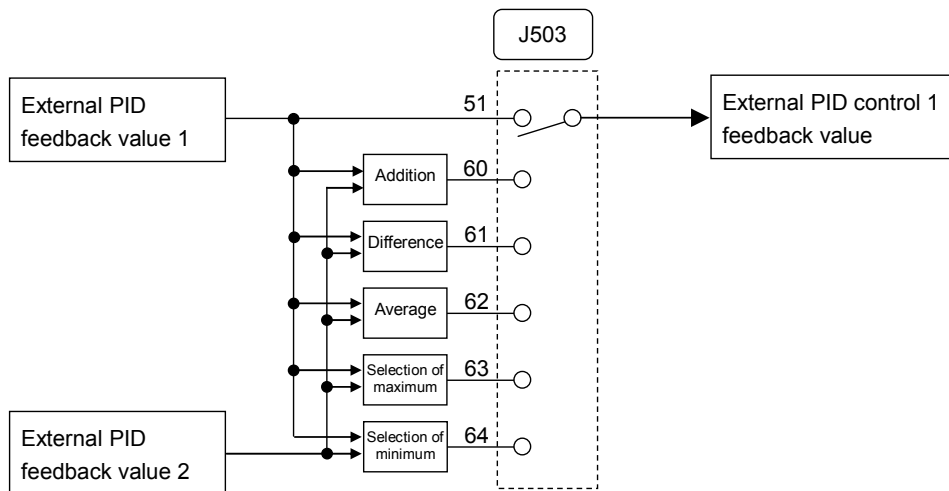 J503
External PID
feedback value 1
51
External PID control 1
feedback value
Addition
60
Difference
61
Average
62
Selection of
maximum
63
External PID
feedback value 2
Selection of
minimum
64